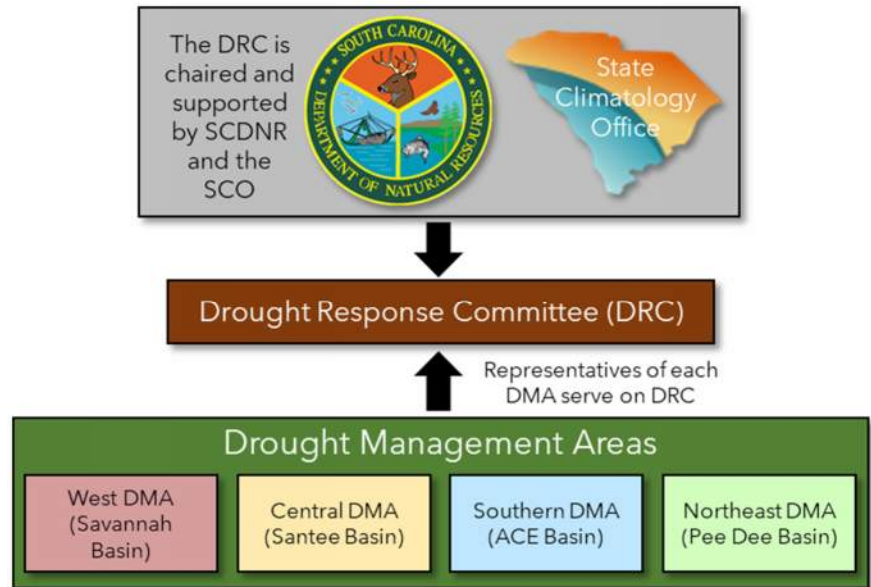 The DRC is
chaired and
supported
by SCDNR
and the
SCO
SOUTH CAROLINA
DEPARTMENT OF NATURAL RESOURCES
State
Climatology
Office
Drought Response Committee (DRC)
Representatives of each
DMA serve on DRC
Drought Management Areas
West DMA
(Savannah
Basin)
Central DMA
(Santee Basin)
Southern DMA
(ACE Basin)
Northeast DMA
(Pee Dee Basin)